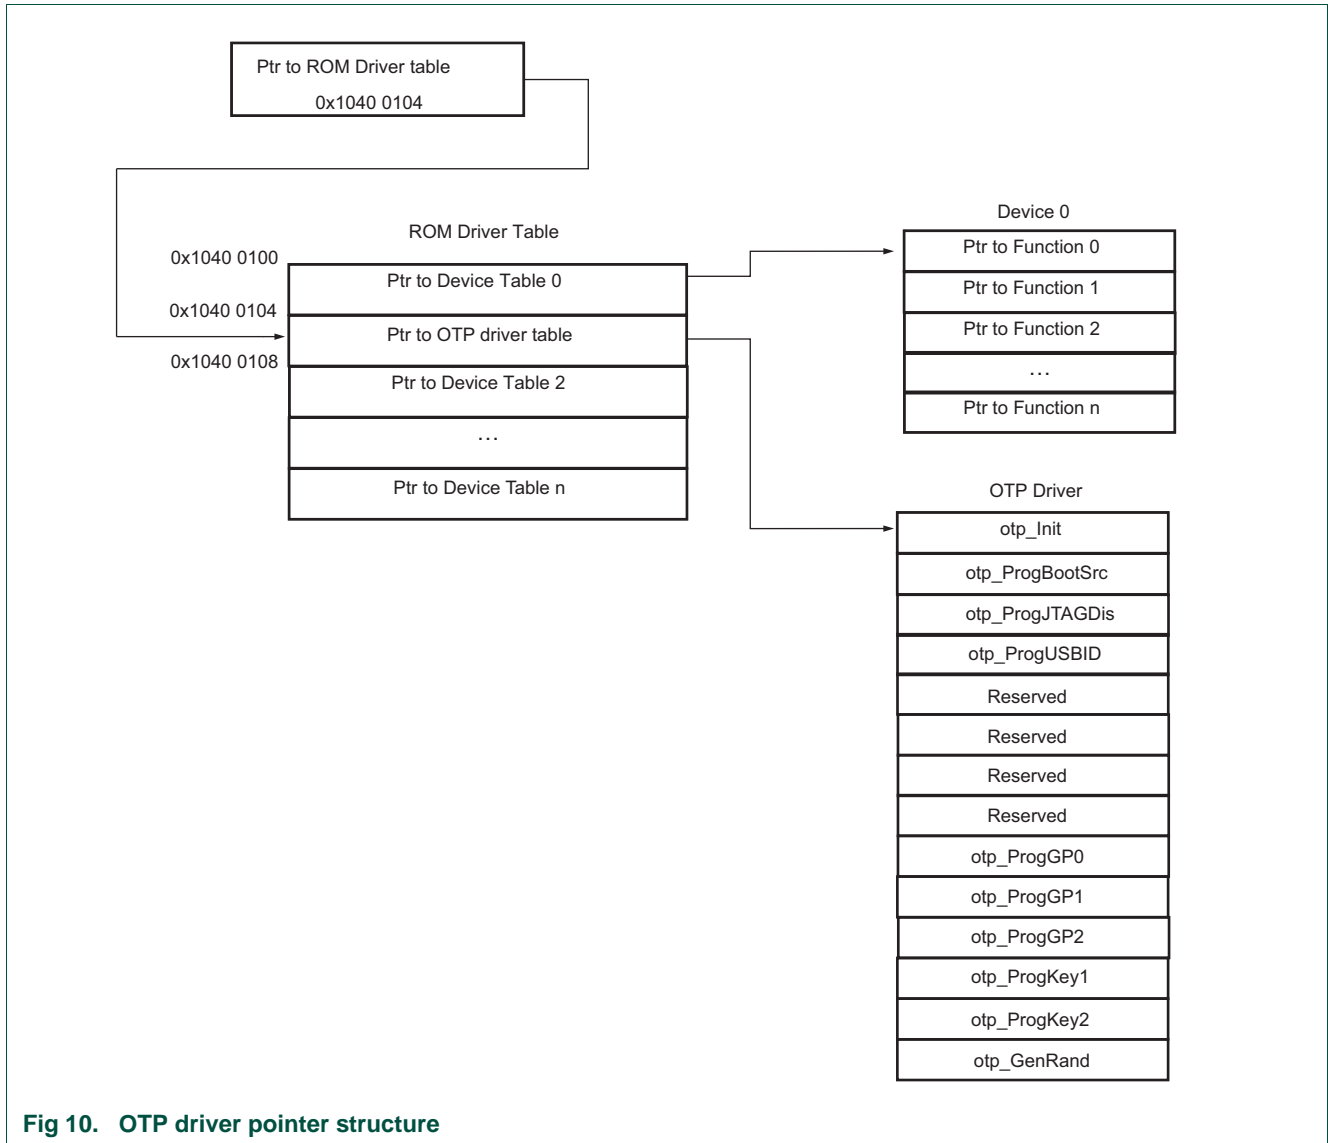 Ptr to ROM Driver table
0x1040 0104
ROM Driver Table
0x1040 0100
Ptr to Device Table 0
0x1040 0104
Ptr to OTP driver table
0x1040 0108
Ptr to Device Table 2
...
Ptr to Device Table n
Device 0
Ptr to Function 0
Ptr to Function 1
Ptr to Function 2
...
Ptr to Function n
OTP Driver
otp_Init
otp_ProgBootSrc
otp_ProgJTAGDis
otp_ProgUSBID
Reserved
Reserved
Reserved
Reserved
otp_ProgGP0
otp_ProgGP1
otp_ProgGP2
otp_ProgKey1
otp_ProgKey2
otp_GenRand
Fig 10. OTP driver pointer structure